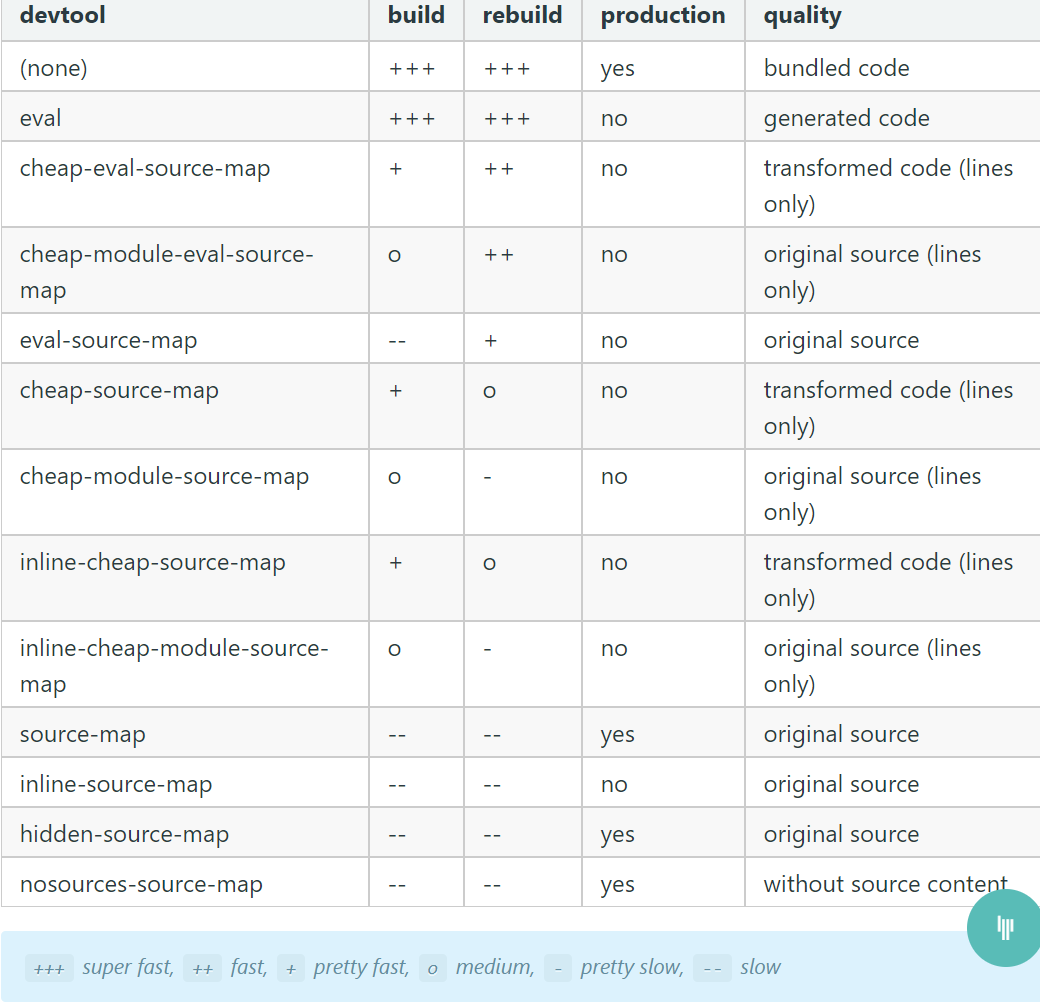 devtool build rebuild production quality
(none) +++ +++ yes bundled code
eval +++ +++ no generated code
cheap-eval-source-map + ++ no transformed code (lines
only)
cheap-module-eval-source- o ++ no original source (lines
map only)
eval-source-map -- + no original source
cheap-source-map + o no transformed code (lines
only)
cheap-module-source-map o - no original source (lines
only)
inline-cheap-source-map + o no transformed code (lines
only)
inline-cheap-module-source- o - no original source (lines
map only)
source-map -- -- yes original source
inline-source-map -- -- no original source
hidden-source-map -- -- yes original source
nosources-source-map -- -- yes without source content
+++ super fast, ++ fast, + pretty fast, o medium, - pretty slow, -- slow